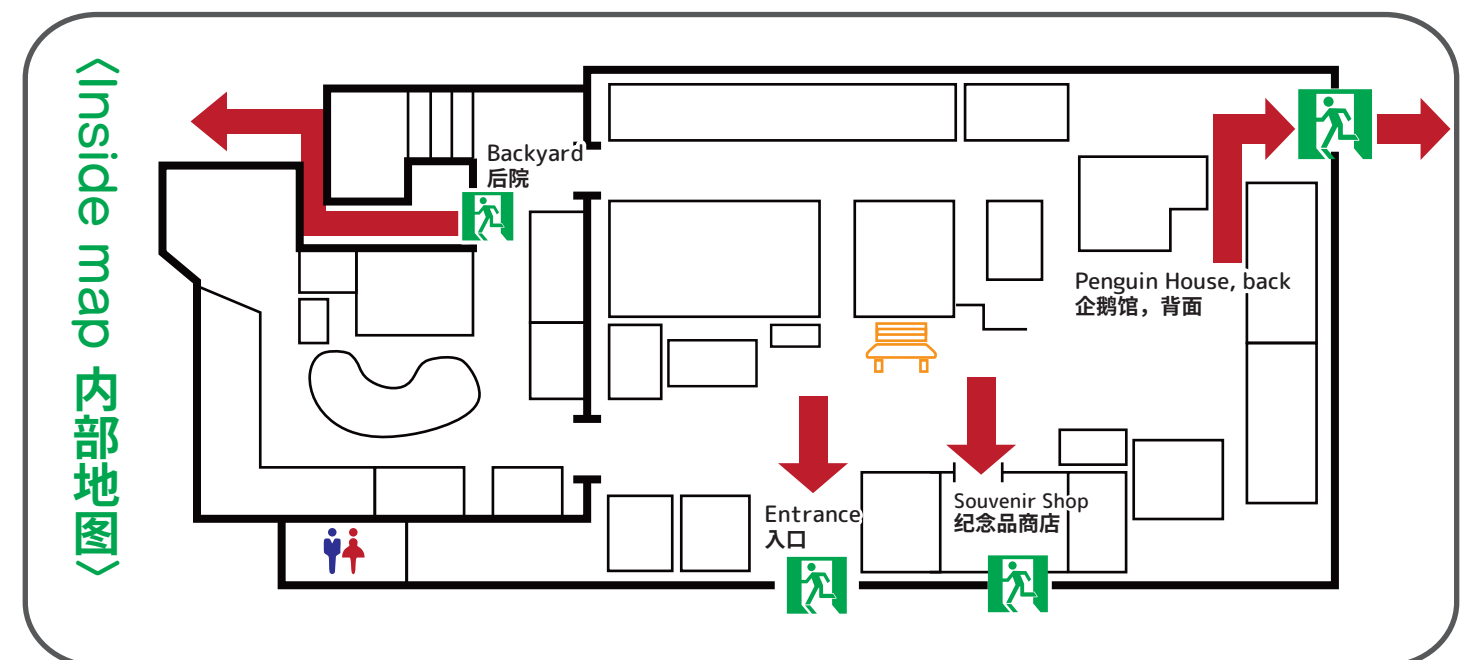 〈Inside map 内部地图〉
Backyard
后院
Penguin House, back
企鹅馆，背面
Entrance
入口
Souvenir Shop
纪念品商店